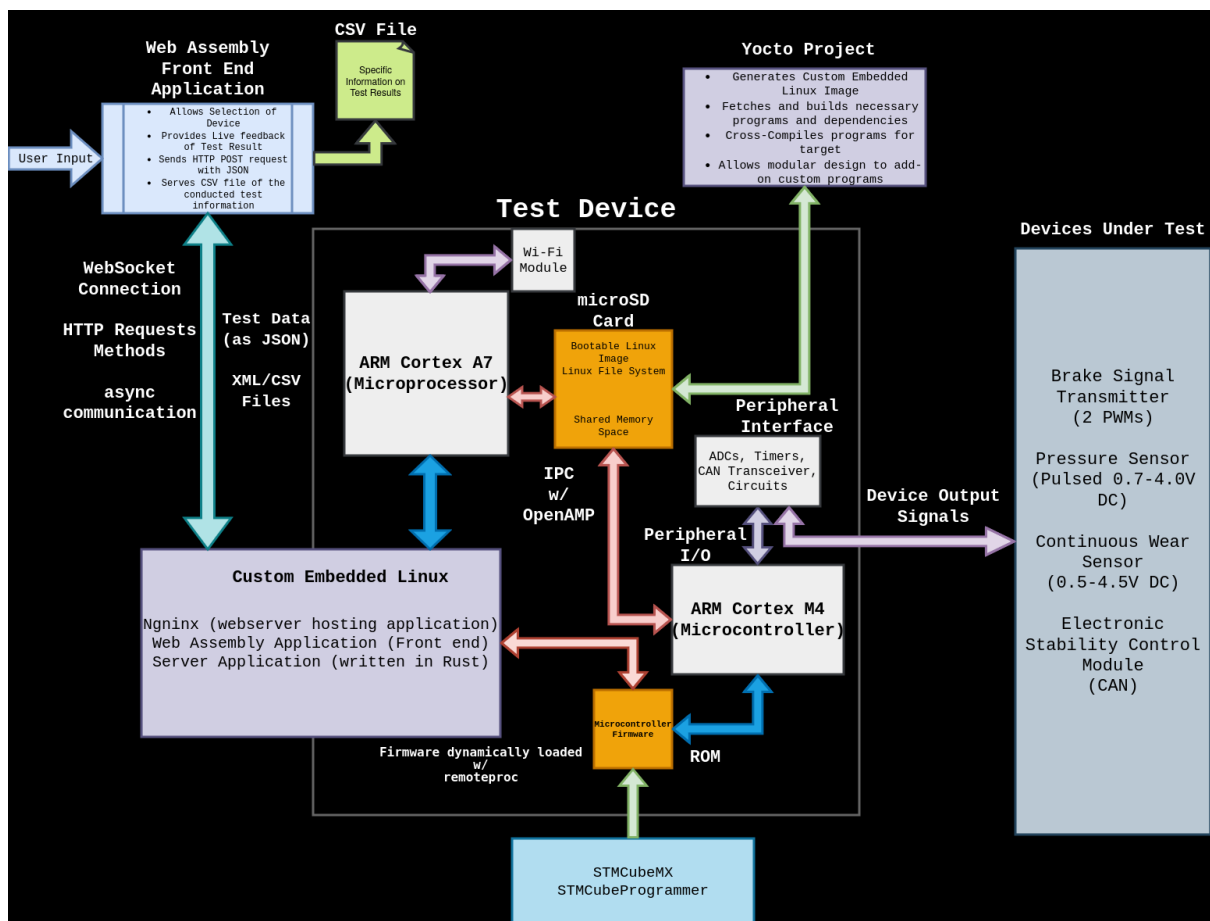 CSV File
Web Assembly
Front End
Application
Specific
Information on
Test Results
User Input
• Allows Selection of
Device
• Provides Live feedback
of Test Result
• Sends HTTP POST request
with JSON
• Serves CSV file of the
conducted test
information
Yocto Project
• Generates Custom Embedded
Linux Image
• Fetches and builds necessary
programs and dependencies
• Cross-Compiles programs for
target
• Allows modular design to add-
on custom programs
Test Device
Wi-Fi
Module
WebSocket
Connection
HTTP Requests
Methods
async
communication
Test Data
(as JSON)
XML/CSV
Files
ARM Cortex A7
(Microprocessor)
microSD
Card
Bootable Linux
Image
Linux File System
Shared Memory
Space
Peripheral
Interface
ADCs, Timers,
CAN Transceiver,
Circuits
IPC
w/
OpenAMP
Peripheral
I/O
Device Output
Signals
Devices Under Test
Brake Signal
Transmitter
(2 PWMs)
Pressure Sensor
(Pulsed 0.7-4.0V
DC)
Continuous Wear
Sensor
(0.5-4.5V DC)
Electronic
Stability Control
Module
(CAN)
ARM Cortex M4
(Microcontroller)
Custom Embedded Linux
Ngninx (webserver hosting application)
Web Assembly Application (Front end)
Server Application (written in Rust)
Microcontroller
Firmware
ROM
Firmware dynamically loaded
w/
remoteproc
STMCubeMX
STMCubeProgrammer